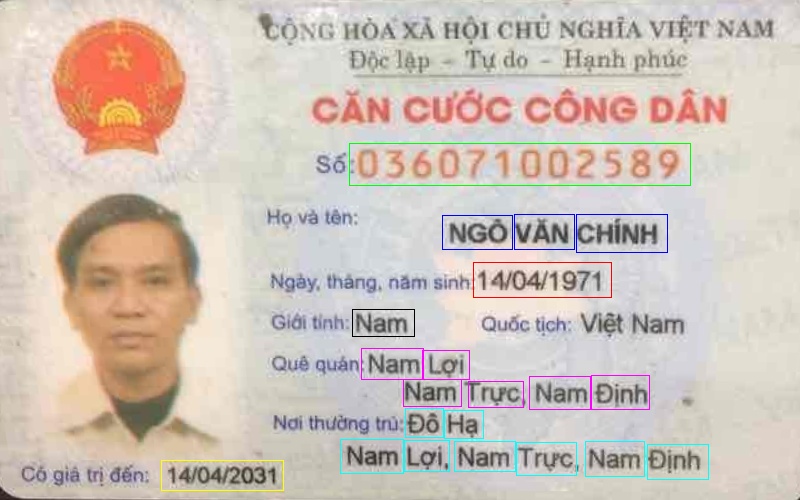 CỘNG HÒA XÃ HỘI CHỦ NGHĨA VIỆT NAM
Độc lập - Tự do - Hạnh phúc
CĂN CƯỚC CÔNG DÂN
Số: 036071002589
Họ và tên: NGÔ VĂN CHÍNH
Ngày, tháng, năm sinh: 14/04/1971
Giới tính: Nam Quốc tịch: Việt Nam
Quê quán: Nam Lợi
Nam Trực, Nam Định
Nơi thường trú: Đô Hạ
Nam Lợi, Nam Trực, Nam Định
Có giá trị đến: 14/04/2031